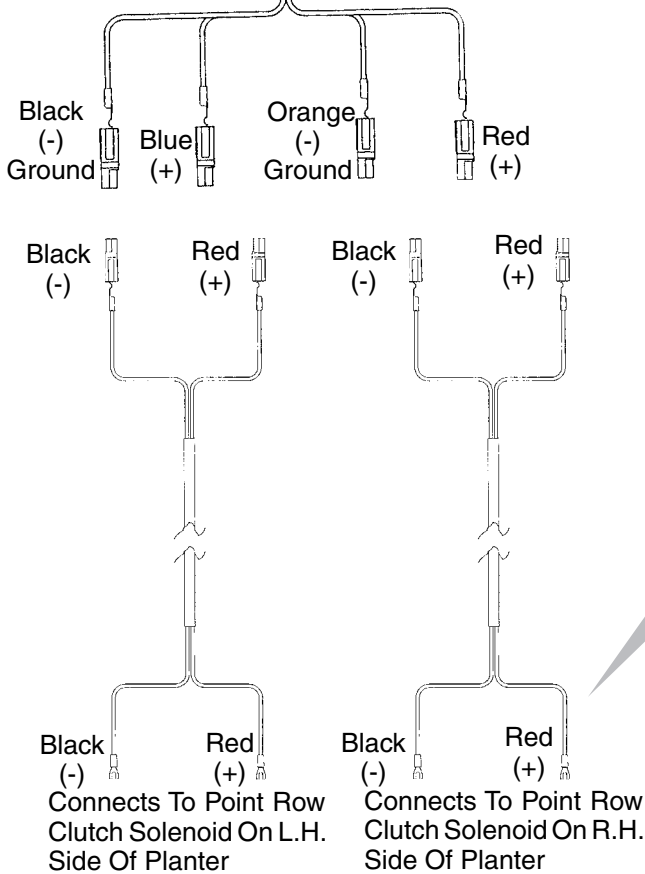 Black
(-)
Ground
Blue
(+)
Orange
(-)
Ground
Red
(+)
Black
(-)
Red
(+)
Black
(-)
Red
(+)
Black
(-)
Red
(+)
Connects To Point Row
Clutch Solenoid On L.H.
Side Of Planter
Black
(-)
Red
(+)
Connects To Point Row
Clutch Solenoid On R.H.
Side Of Planter